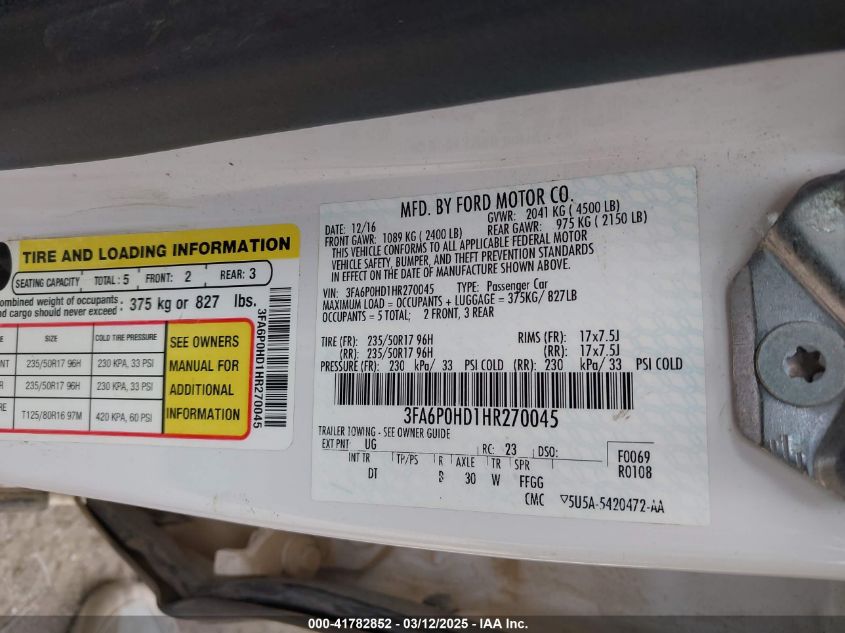 TIRE AND LOADING INFORMATION
SEATING CAPACITY TOTAL: 5 FRONT: 2 REAR: 3
ombined weight of occupants
nd cargo should never exceed: 375 kg or 827 lbs.
E SIZE COLD TIRE PRESSURE
NT 235/50R17 96H 230 KPA, 33 PSI
R 235/50R17 96H 230 KPA, 33 PSI
RE T125/80R16 97M 420 KPA, 60 PSI
SEE OWNERS
MANUAL FOR
ADDITIONAL
INFORMATION
3FA6P0HD1HR270045
MFD. BY FORD MOTOR CO.
DATE: 12/16 GVWR: 2041 KG ( 4500 LB)
FRONT GAWR: 1089 KG ( 2400 LB) REAR GAWR: 975 KG ( 2150 LB)
THIS VEHICLE CONFORMS TO ALL APPLICABLE FEDERAL MOTOR
VEHICLE SAFETY, BUMPER, AND THEFT PREVENTION STANDARDS
IN EFFECT ON THE DATE OF MANUFACTURE SHOWN ABOVE.
VIN: 3FA6P0HD1HR270045 TYPE: Passenger Car
MAXIMUM LOAD = OCCUPANTS + LUGGAGE = 375KG/ 827LB
OCCUPANTS = 5 TOTAL; 2 FRONT, 3 REAR
TIRE (FR): 235/50R17 96H RIMS (FR): 17x7.5J
(RR): 235/50R17 96H (RR): 17x7.5J
PRESSURE (FR): 230 kPa/ 33 PSI COLD (RR): 230 kPa/ 33 PSI COLD
3FA6P0HD1HR270045
TRAILER TOWING - SEE OWNER GUIDE
EXT PNT: UG RC: 23 DSO: F0069
INT TR TP/PS R AXLE TR SPR R0108
DT 8 30 W FFGG
CMC ▽5U5A-5420472-AA
000-41782852 - 03/12/2025 - IAA Inc.